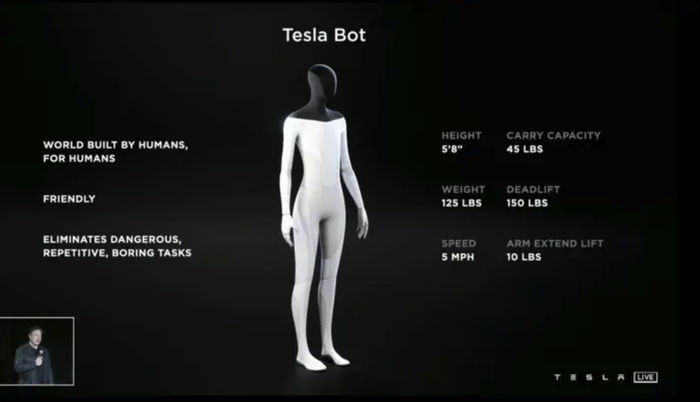 Tesla Bot
WORLD BUILT BY HUMANS,
FOR HUMANS
FRIENDLY
ELIMINATES DANGEROUS,
REPETITIVE, BORING TASKS
HEIGHT
5'8"
CARRY CAPACITY
45 LBS
WEIGHT
125 LBS
DEADLIFT
150 LBS
SPEED
5 MPH
ARM EXTEND LIFT
10 LBS
TESLA LIVE